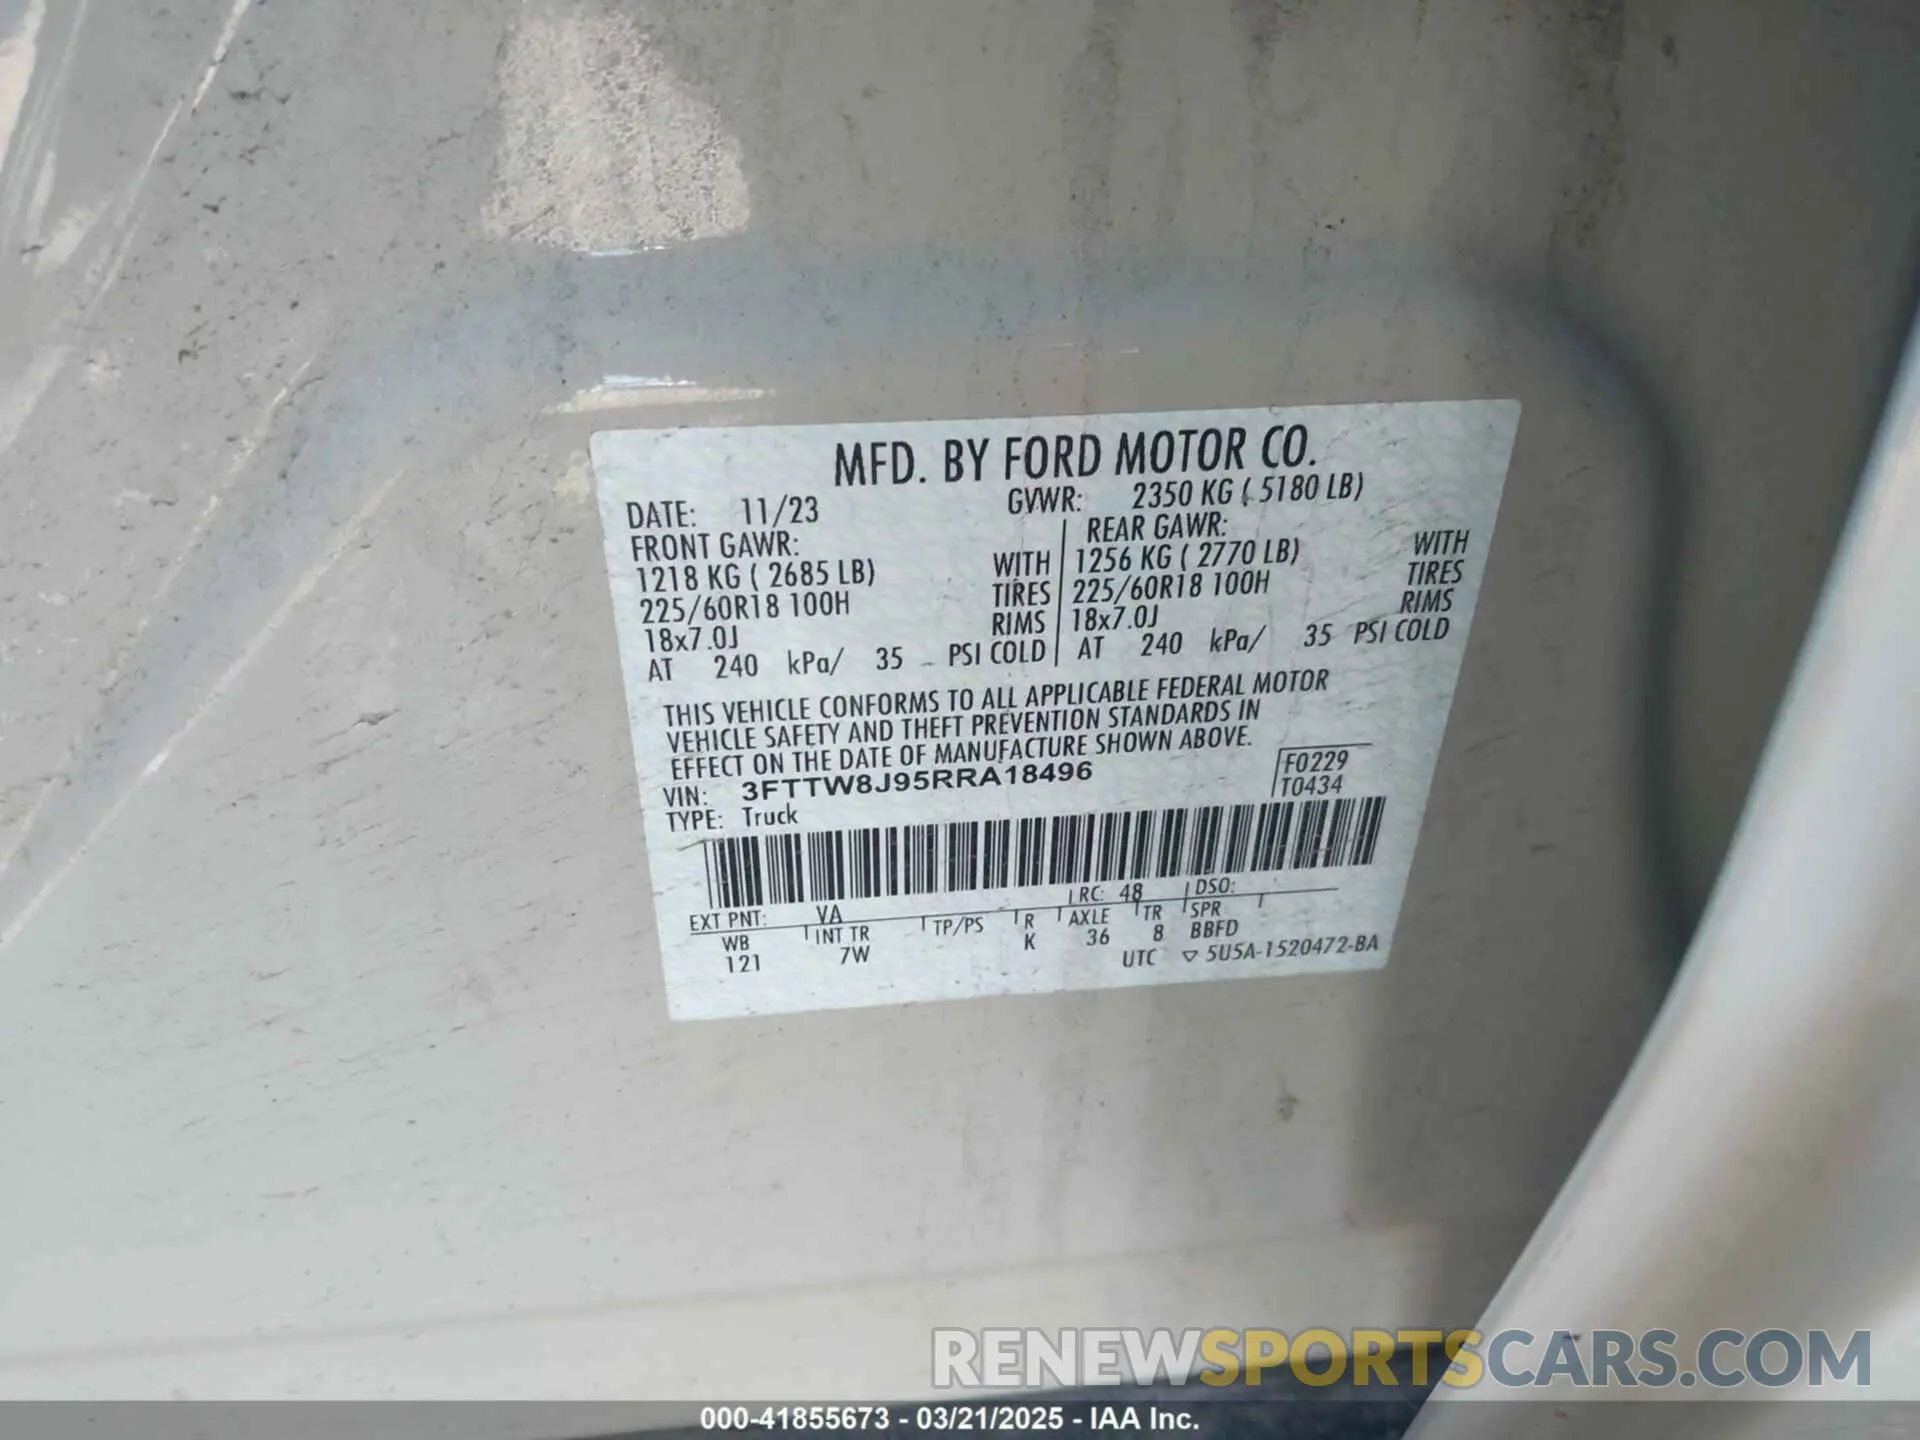 MFD. BY FORD MOTOR CO.
DATE: 11/23 GVWR: 2350 KG ( 5180 LB)
FRONT GAWR: REAR GAWR:
1218 KG ( 2685 LB) WITH 1256 KG ( 2770 LB) WITH
225/60R18 100H TIRES 225/60R18 100H TIRES
18x7.0J RIMS 18x7.0J RIMS
AT 240 kPa/ 35 PSI COLD AT 240 kPa/ 35 PSI COLD
THIS VEHICLE CONFORMS TO ALL APPLICABLE FEDERAL MOTOR
VEHICLE SAFETY AND THEFT PREVENTION STANDARDS IN
EFFECT ON THE DATE OF MANUFACTURE SHOWN ABOVE.
VIN: 3FTTW8J95RRA18496 F0229
TYPE: Truck T0434
EXT PNT: VA RC: 48 DSO:
WB INT TR TP/PS R AXLE TR SPR
121 7W K 36 8 BBFD
UTC ▽ 5U5A-1520472-BA
RENEWSPORTSCARS.COM
000-41855673 - 03/21/2025 - IAA Inc.